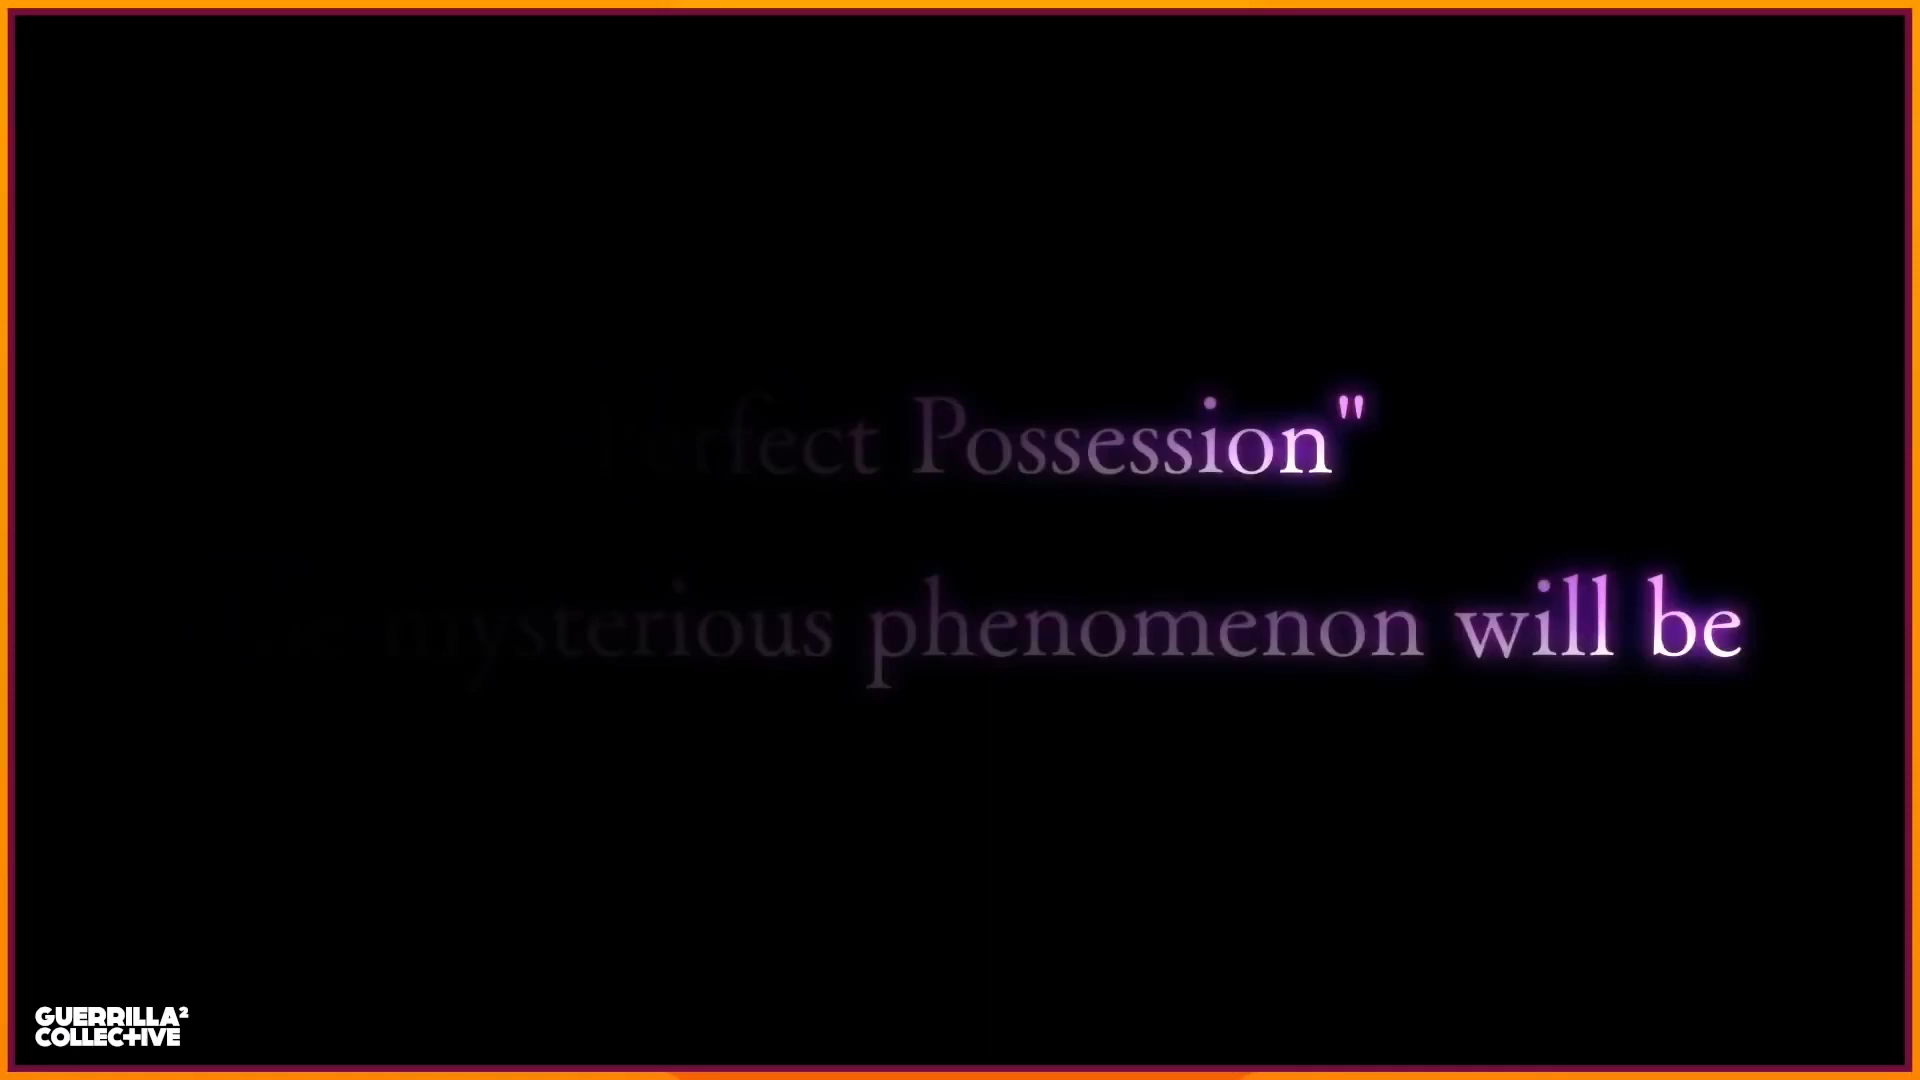 Perfect Possession"
mysterious phenomenon will be
GUERRILLA²
COLLECTIVE